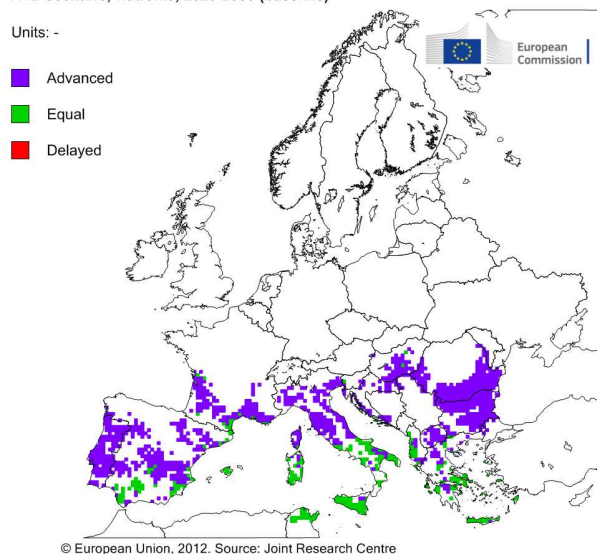 Units: -
European
Commission
Advanced
Equal
Delayed
© European Union, 2012. Source: Joint Research Centre